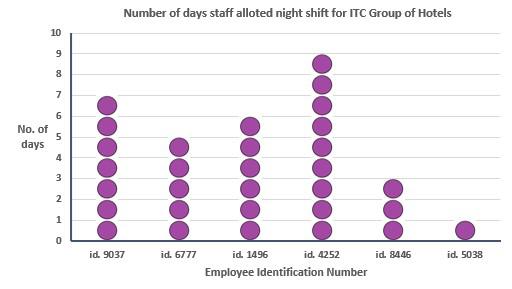 Number of days staff alloted night shift for ITC Group of Hotels
10
9
8
7
6
5
4
3
2
1
0
No. of
days
id. 9037 id. 6777 id. 1496 id. 4252 id. 8446 id. 5038
Employee Identification Number